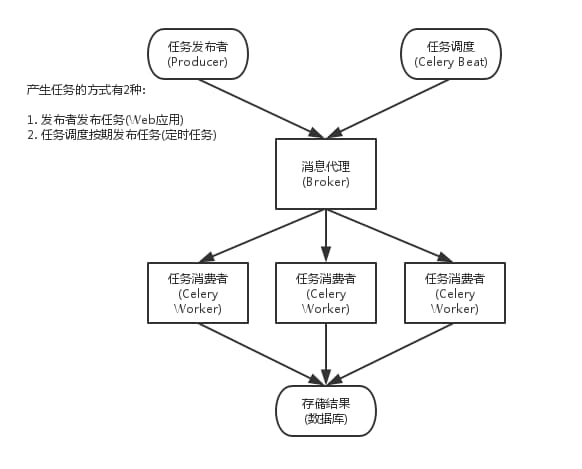 任务发布者
(Producer)
任务调度
(Celery Beat)
产生任务的方式有2种:
1. 发布者发布任务(Web应用)
2. 任务调度按期发布任务(定时任务)
消息代理
(Broker)
任务消费者
(Celery
Worker)
任务消费者
(Celery
Worker)
任务消费者
(Celery
Worker)
存储结果
(数据库)